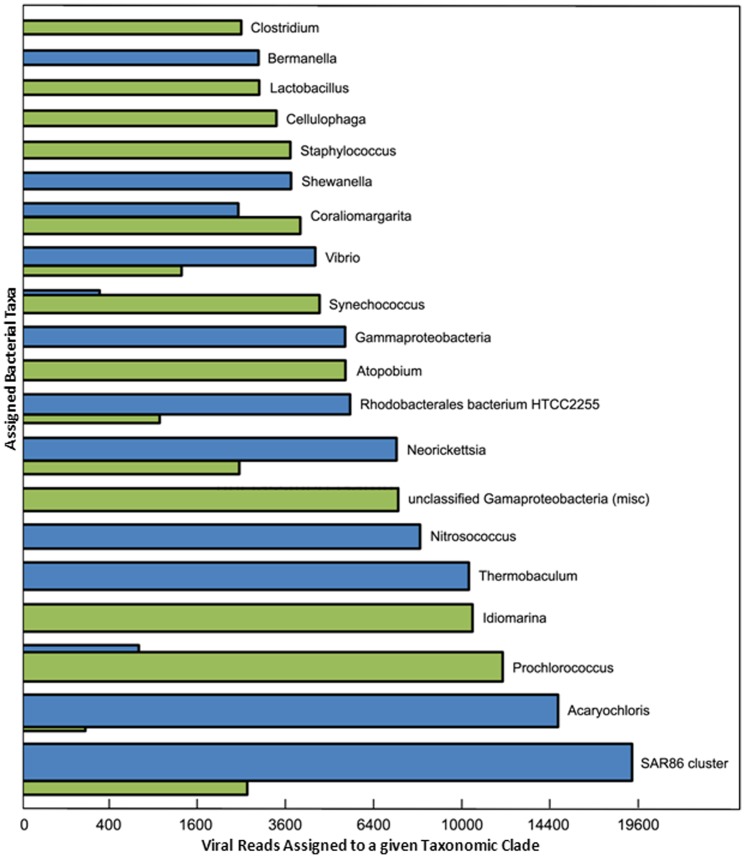 Clostridium
Bermanella
Lactobacillus
Cellulophaga
Staphylococcus
Shewanella
Coraliomargarita
Vibrio
Synechococcus
Gammaproteobacteria
Atopobium
Rhodobacterales bacterium HTCC2255
Neorickettsia
unclassified Gamaproteobacteria (misc)
Nitrosococcus
Thermobaculum
Idiomarina
Prochlorococcus
Acaryochloris
SAR86 cluster
Assigned Bacterial Taxa
0 400 1600 3600 6400 10000 14400 19600
Viral Reads Assigned to a given Taxonomic Clade